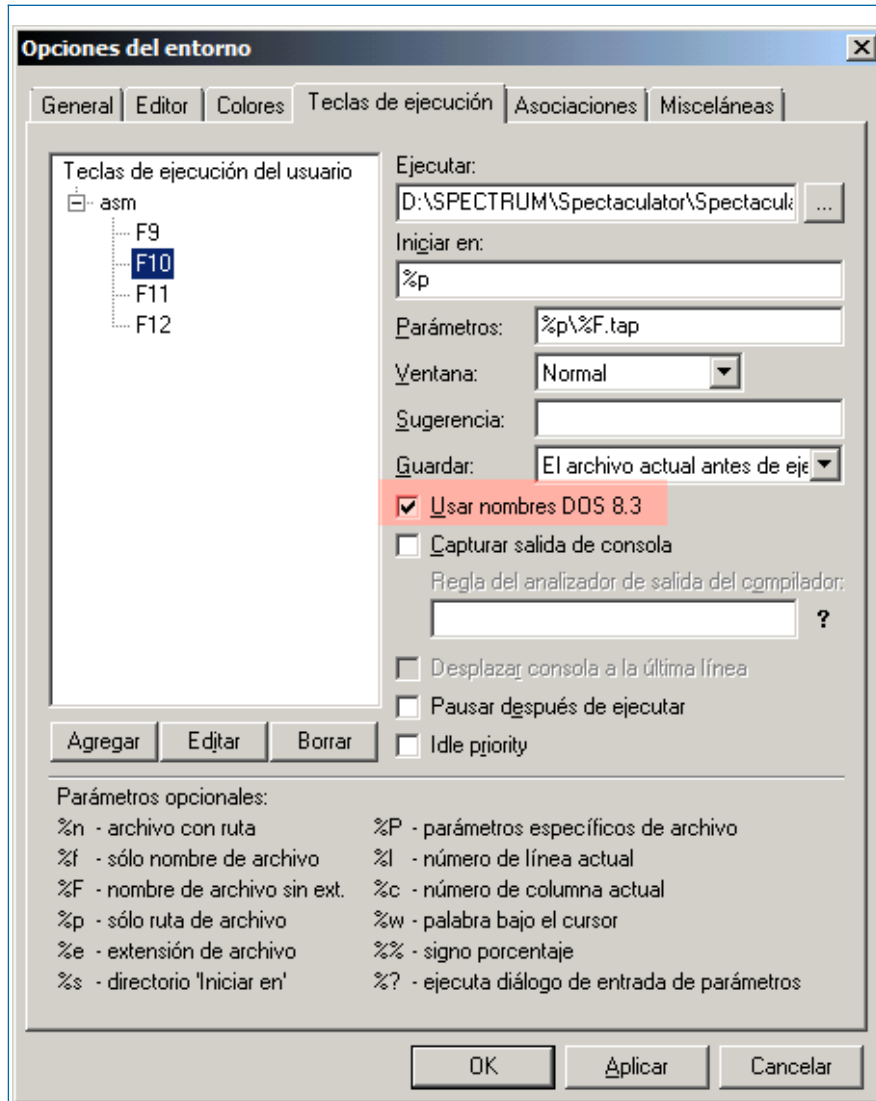 Opciones del entorno
General Editor Colores Teclas de ejecución Asociaciones Misceláneas
Teclas de ejecución del usuario
asm
F9
F10
F11
F12
Agregar Editar Borrar
Ejecutar:
D:\SPECTRUM\Spectaculator\Spectacula ...
Iniciar en:
%p
Parámetros: %p\%F.tap
Ventana: Normal
Sugerencia:
Guardar: El archivo actual antes de eje
Usar nombres DOS 8.3
Capturar salida de consola
Regla del analizador de salida del compilador:
?
Desplazar consola a la última línea
Pausar después de ejecutar
Idle priority
Parámetros opcionales:
%n - archivo con ruta
%f - sólo nombre de archivo
%F - nombre de archivo sin ext.
%p - sólo ruta de archivo
%e - extensión de archivo
%s - directorio 'Iniciar en'
%P - parámetros específicos de archivo
%l - número de línea actual
%c - número de columna actual
%w - palabra bajo el cursor
%% - signo porcentaje
%? - ejecuta diálogo de entrada de parámetros
OK Aplicar Cancelar